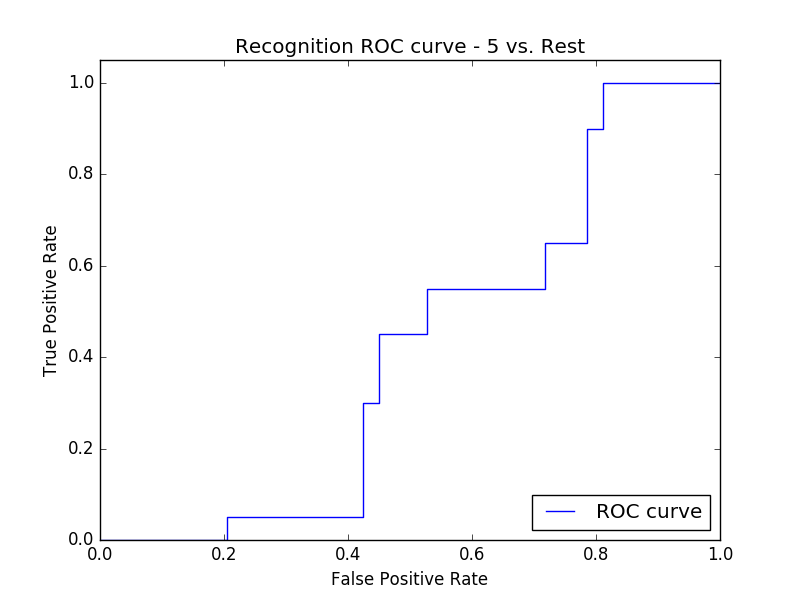 Recognition ROC curve - 5 vs. Rest
1.0
0.8
0.6
0.4
0.2
0.0
True Positive Rate
0.0 0.2 0.4 0.6 0.8 1.0
False Positive Rate
ROC curve